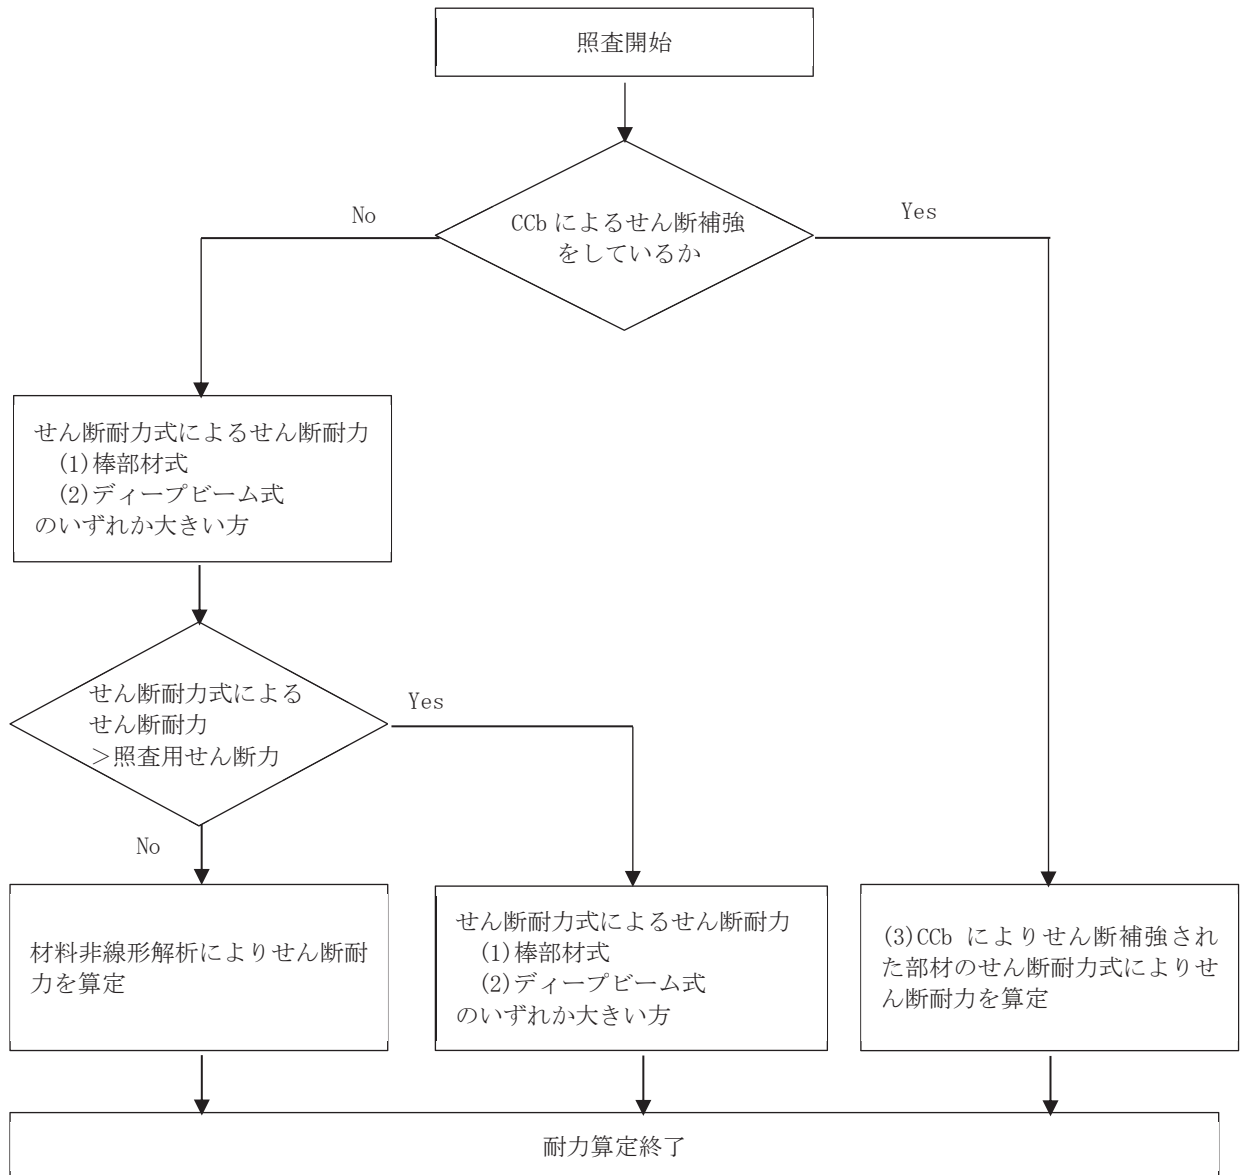 照査開始
CCb によるせん断補強
をしているか
No
Yes
せん断耐力式によるせん断耐力
(1)棒部材式
(2)ディープビーム式
のいずれか大きい方
せん断耐力式による
せん断耐力
＞照査用せん断力
Yes
No
材料非線形解析によりせん断耐
力を算定
せん断耐力式によるせん断耐力
(1)棒部材式
(2)ディープビーム式
のいずれか大きい方
(3)CCb によりせん断補強され
た部材のせん断耐力式によりせ
ん断耐力を算定
耐力算定終了